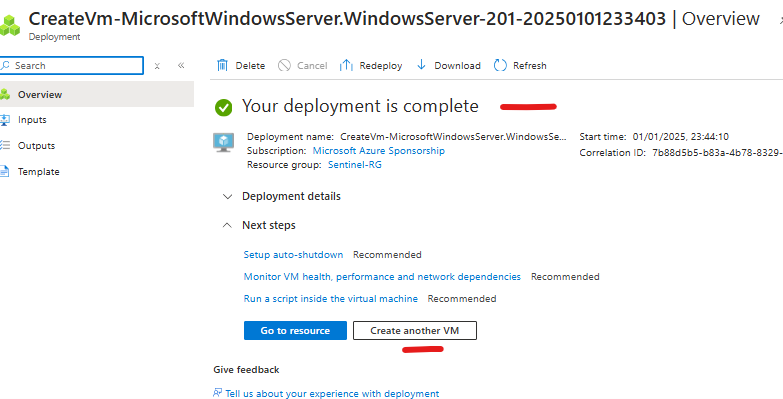 CreateVm-MicrosoftWindowsServer.WindowsServer-201-20250101233403 | Overview
Deployment
Search
Delete
Cancel
Redeploy
Download
Refresh
Overview
Inputs
Outputs
Template
Your deployment is complete
Deployment name: CreateVm-MicrosoftWindowsServer.WindowsSe...
Subscription: Microsoft Azure Sponsorship
Resource group: Sentinel-RG
Start time: 01/01/2025, 23:44:10
Correlation ID: 7b88d5b5-b83a-4b78-8329-
Deployment details
Next steps
Setup auto-shutdown Recommended
Monitor VM health, performance and network dependencies Recommended
Run a script inside the virtual machine Recommended
Go to resource
Create another VM
Give feedback
Tell us about your experience with deployment